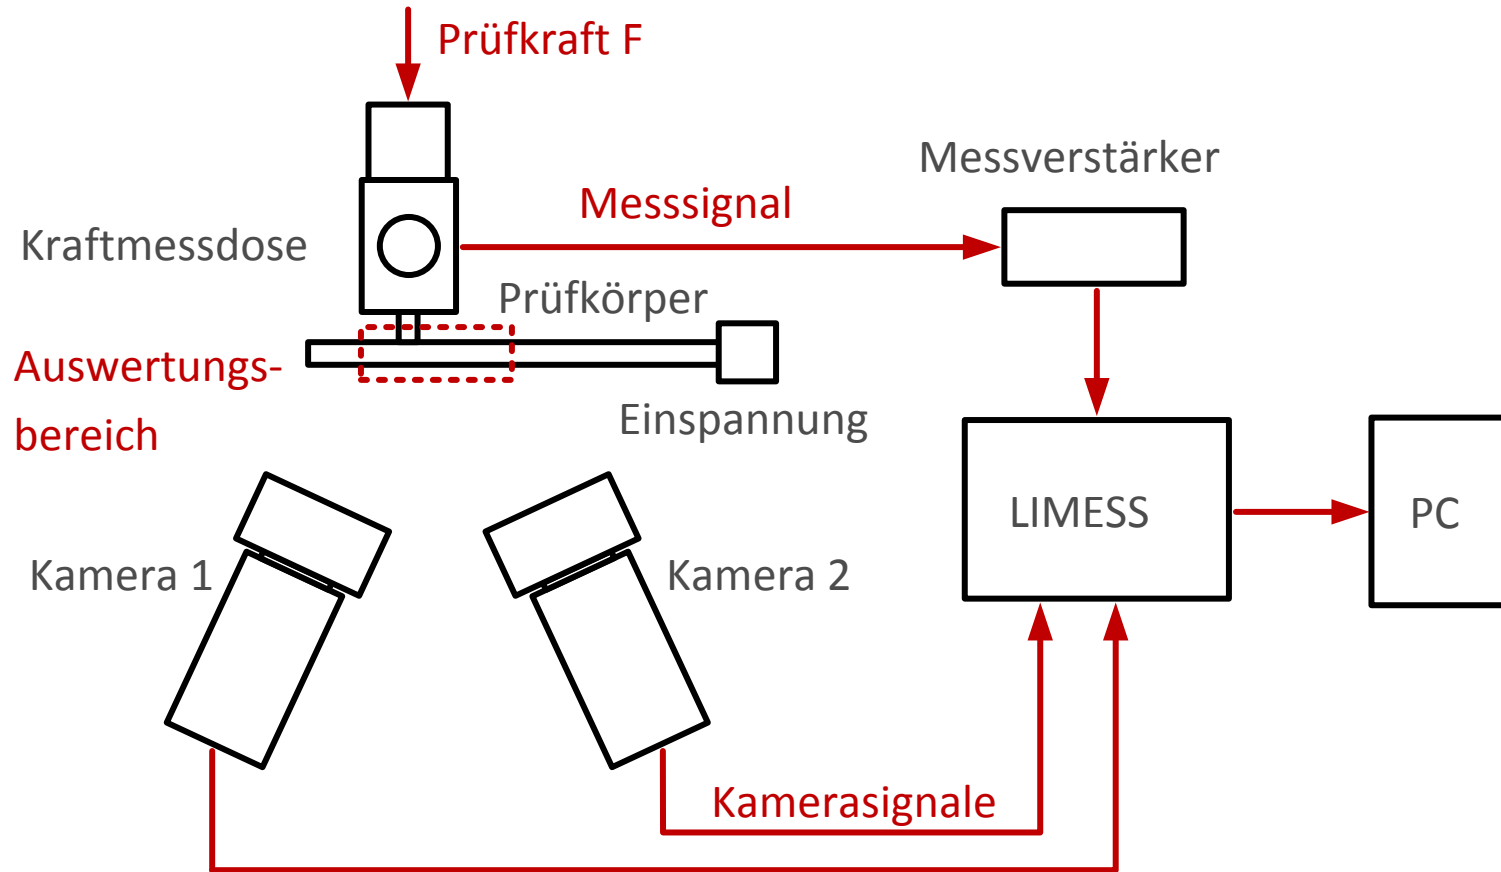 Prüfkraft F
Messverstärker
Messsignal
Kraftmessdose
Prüfkörper
Auswertungs-
bereich
Einspannung
LIMESS
PC
Kamera 1
Kamera 2
Kamerasignale